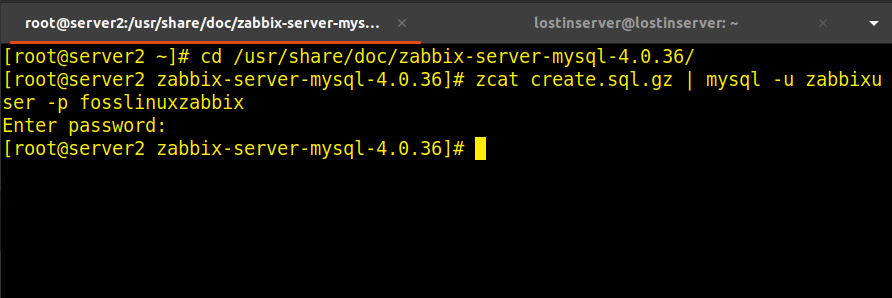 root@server2:/usr/share/doc/zabbix-server-mys... × lostinserver@lostinserver: ~ ×
[root@server2 ~]# cd /usr/share/doc/zabbix-server-mysql-4.0.36/
[root@server2 zabbix-server-mysql-4.0.36]# zcat create.sql.gz | mysql -u zabbixu
ser -p fosslinuxzabbix
Enter password:
[root@server2 zabbix-server-mysql-4.0.36]#